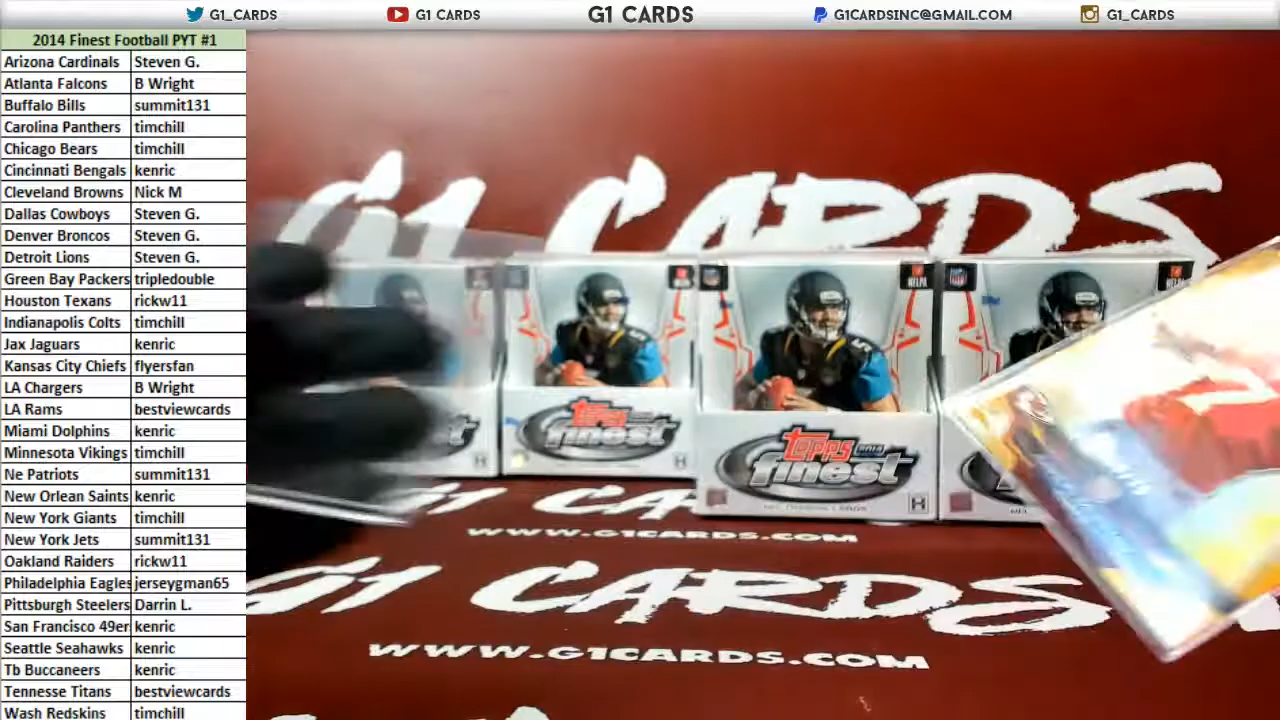 G1_CARDS
G1 CARDS
G1 CARDS
G1CARDSINC@GMAIL.COM
G1_CARDS
2014 Finest Football PYT #1
Arizona Cardinals Steven G.
Atlanta Falcons B Wright
Buffalo Bills summit131
Carolina Panthers timchill
Chicago Bears timchill
Cincinnati Bengals kenric
Cleveland Browns Nick M
Dallas Cowboys Steven G.
Denver Broncos Steven G.
Detroit Lions Steven G.
Green Bay Packers tripledouble
Houston Texans rickw11
Indianapolis Colts timchill
Jax Jaguars kenric
Kansas City Chiefs flyersfan
LA Chargers B Wright
LA Rams bestviewcards
Miami Dolphins kenric
Minnesota Vikings timchill
Ne Patriots summit131
New Orlean Saints kenric
New York Giants timchill
New York Jets summit131
Oakland Raiders rickw11
Philadelphia Eagles jerseygman65
Pittsburgh Steelers Darrin L.
San Francisco 49er kenric
Seattle Seahawks kenric
Tb Buccaneers kenric
Tennesse Titans bestviewcards
Wash Redskins timchill
G1 CARDS
NFL NFLPA
Topps
finest
H
Topps 2014
finest
H
G1 CA
WWW.G1CARDS.COM
G1 CARDS
WWW.G1CARDS.COM